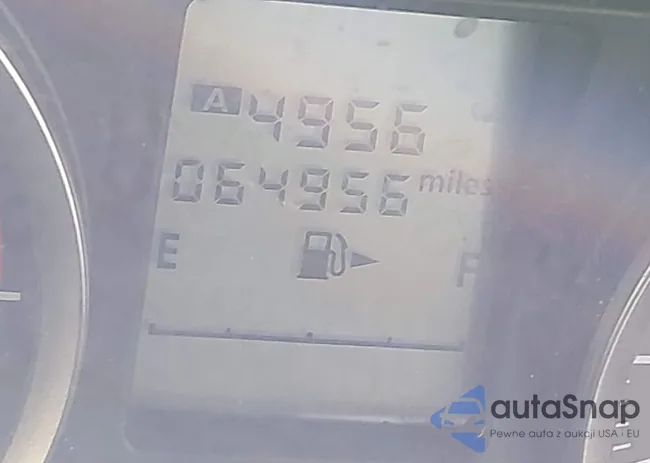 A 4956
064956 miles
E F
autaSnap
Pewne auta z aukcji USA i EU